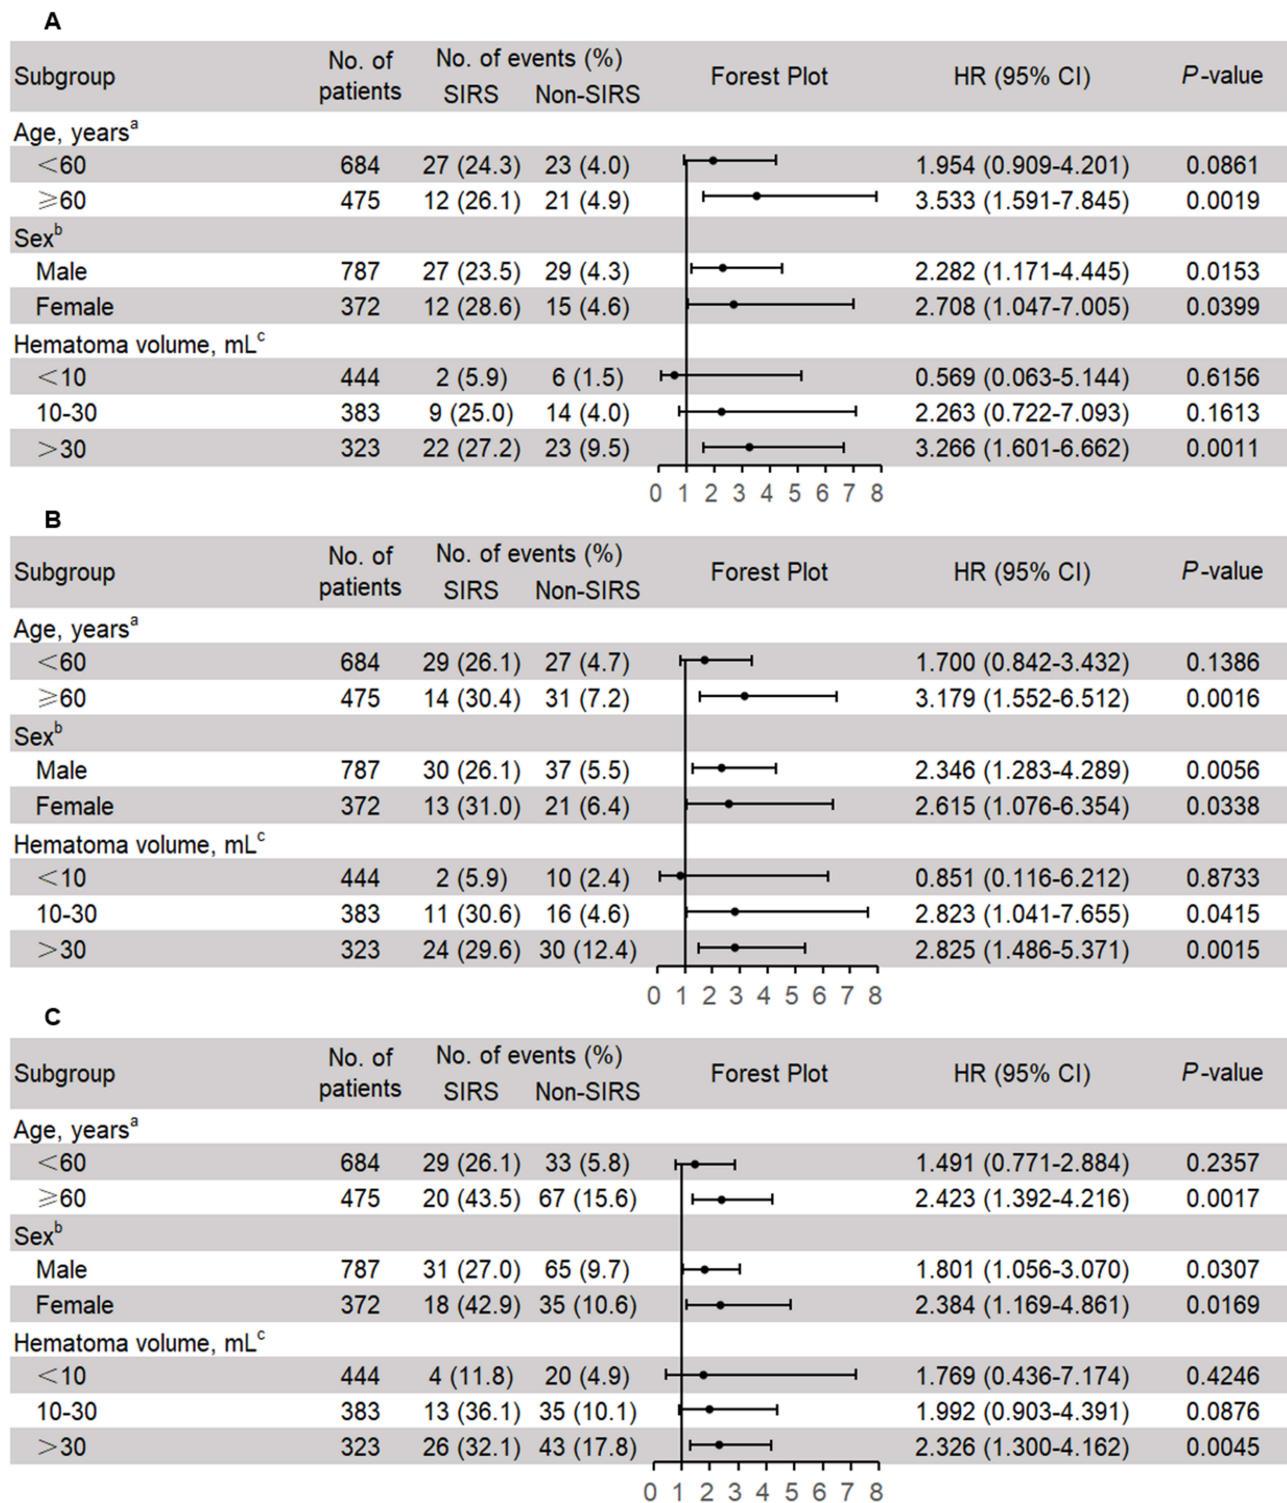 A
Subgroup No. of patients No. of events (%) SIRS Non-SIRS Forest Plot HR (95% CI) P-value
Age, yearsᵃ
<60 684 27 (24.3) 23 (4.0) 1.954 (0.909-4.201) 0.0861
⩾60 475 12 (26.1) 21 (4.9) 3.533 (1.591-7.845) 0.0019
Sexᵇ
Male 787 27 (23.5) 29 (4.3) 2.282 (1.171-4.445) 0.0153
Female 372 12 (28.6) 15 (4.6) 2.708 (1.047-7.005) 0.0399
Hematoma volume, mLᶜ
<10 444 2 (5.9) 6 (1.5) 0.569 (0.063-5.144) 0.6156
10-30 383 9 (25.0) 14 (4.0) 2.263 (0.722-7.093) 0.1613
>30 323 22 (27.2) 23 (9.5) 3.266 (1.601-6.662) 0.0011
0 1 2 3 4 5 6 7 8
B
Subgroup No. of patients No. of events (%) SIRS Non-SIRS Forest Plot HR (95% CI) P-value
Age, yearsᵃ
<60 684 29 (26.1) 27 (4.7) 1.700 (0.842-3.432) 0.1386
⩾60 475 14 (30.4) 31 (7.2) 3.179 (1.552-6.512) 0.0016
Sexᵇ
Male 787 30 (26.1) 37 (5.5) 2.346 (1.283-4.289) 0.0056
Female 372 13 (31.0) 21 (6.4) 2.615 (1.076-6.354) 0.0338
Hematoma volume, mLᶜ
<10 444 2 (5.9) 10 (2.4) 0.851 (0.116-6.212) 0.8733
10-30 383 11 (30.6) 16 (4.6) 2.823 (1.041-7.655) 0.0415
>30 323 24 (29.6) 30 (12.4) 2.825 (1.486-5.371) 0.0015
0 1 2 3 4 5 6 7 8
C
Subgroup No. of patients No. of events (%) SIRS Non-SIRS Forest Plot HR (95% CI) P-value
Age, yearsᵃ
<60 684 29 (26.1) 33 (5.8) 1.491 (0.771-2.884) 0.2357
⩾60 475 20 (43.5) 67 (15.6) 2.423 (1.392-4.216) 0.0017
Sexᵇ
Male 787 31 (27.0) 65 (9.7) 1.801 (1.056-3.070) 0.0307
Female 372 18 (42.9) 35 (10.6) 2.384 (1.169-4.861) 0.0169
Hematoma volume, mLᶜ
<10 444 4 (11.8) 20 (4.9) 1.769 (0.436-7.174) 0.4246
10-30 383 13 (36.1) 35 (10.1) 1.992 (0.903-4.391) 0.0876
>30 323 26 (32.1) 43 (17.8) 2.326 (1.300-4.162) 0.0045
0 1 2 3 4 5 6 7 8